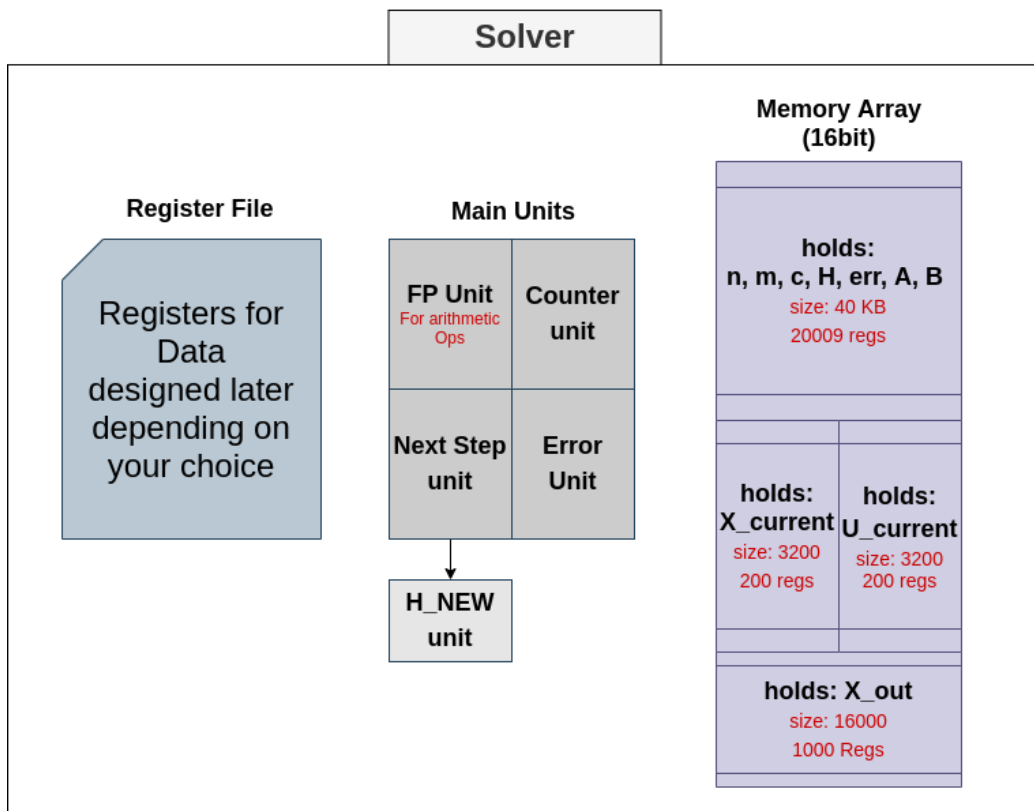 Solver
Register File
Registers for
Data
designed later
depending on
your choice
Main Units
FP Unit
For arithmetic
Ops
Counter
unit
Next Step
unit
Error
Unit
H_NEW
unit
Memory Array
(16bit)
holds:
n, m, c, H, err, A, B
size: 40 KB
20009 regs
holds:
X_current
size: 3200
200 regs
holds:
U_current
size: 3200
200 regs
holds: X_out
size: 16000
1000 Regs